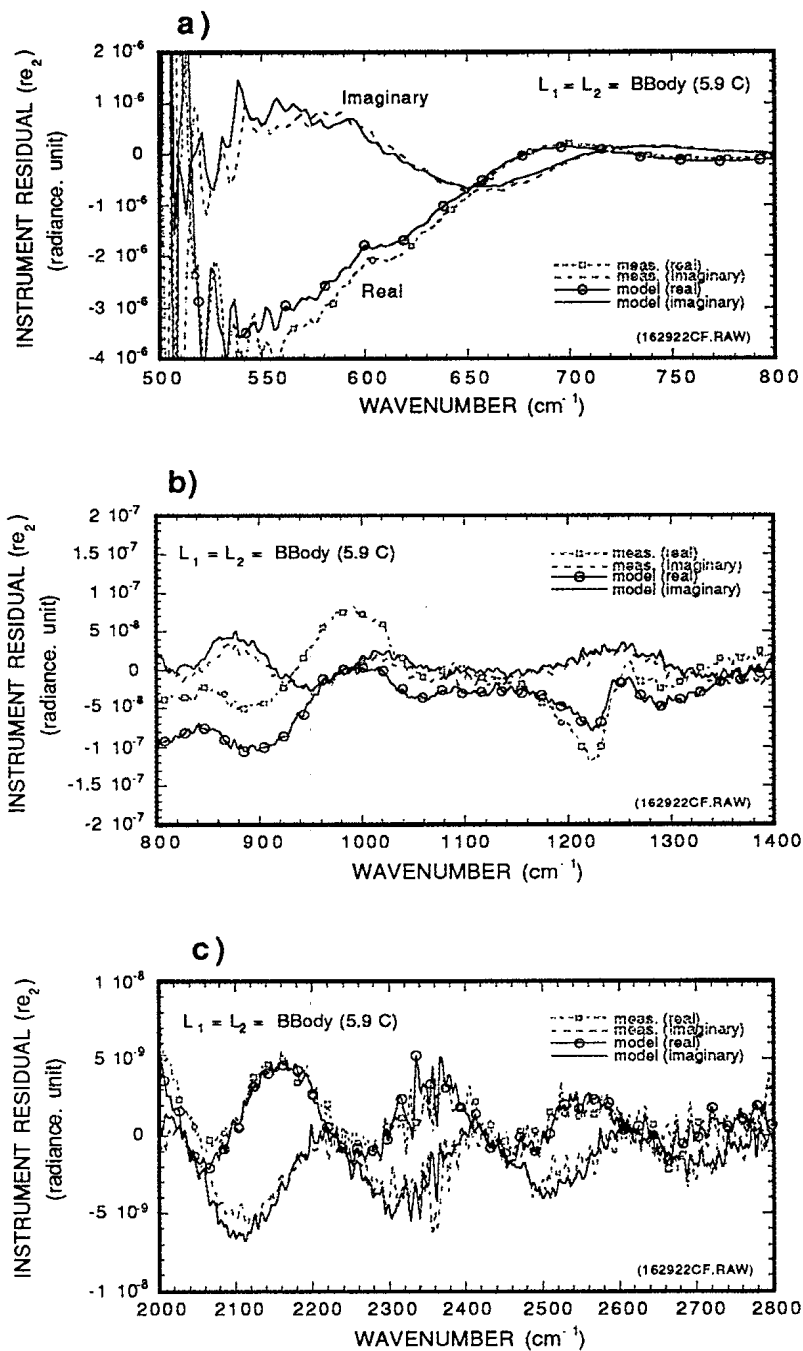 a)
INSTRUMENT RESIDUAL (re2)
(radiance. unit)
2 10-6
1 10-6
0
-1 10-6
-2 10-6
-3 10-6
-4 10-6
Imaginary
L1 = L2 = BBody (5.9 C)
Real
meas. (real)
meas. (imaginary)
model (real)
model (imaginary)
(162922CF.RAW)
500 550 600 650 700 750 800
WAVENUMBER (cm-1)
b)
INSTRUMENT RESIDUAL (re2)
(radiance. unit)
2 10-7
1.5 10-7
1 10-7
5 10-8
0
-5 10-8
-1 10-7
-1.5 10-7
-2 10-7
L1 = L2 = BBody (5.9 C)
meas. (real)
meas. (imaginary)
model (real)
model (imaginary)
(162922CF.RAW)
800 900 1000 1100 1200 1300 1400
WAVENUMBER (cm-1)
c)
INSTRUMENT RESIDUAL (re2)
(radiance. unit)
1 10-8
5 10-9
0
-5 10-9
-1 10-8
L1 = L2 = BBody (5.9 C)
meas. (real)
meas. (imaginary)
model (real)
model (imaginary)
(162922CF.RAW)
2000 2100 2200 2300 2400 2500 2600 2700 2800
WAVENUMBER (cm-1)